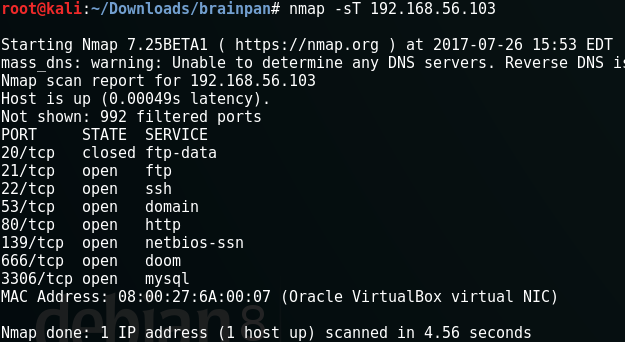 root@kali:~/Downloads/brainpan# nmap -sT 192.168.56.103

Starting Nmap 7.25BETA1 ( https://nmap.org ) at 2017-07-26 15:53 EDT
mass_dns: warning: Unable to determine any DNS servers. Reverse DNS is
Nmap scan report for 192.168.56.103
Host is up (0.00049s latency).
Not shown: 992 filtered ports
PORT     STATE  SERVICE
20/tcp   closed ftp-data
21/tcp   open   ftp
22/tcp   open   ssh
53/tcp   open   domain
80/tcp   open   http
139/tcp  open   netbios-ssn
666/tcp  open   doom
3306/tcp open   mysql
MAC Address: 08:00:27:6A:00:07 (Oracle VirtualBox virtual NIC)
debian 8
Nmap done: 1 IP address (1 host up) scanned in 4.56 seconds